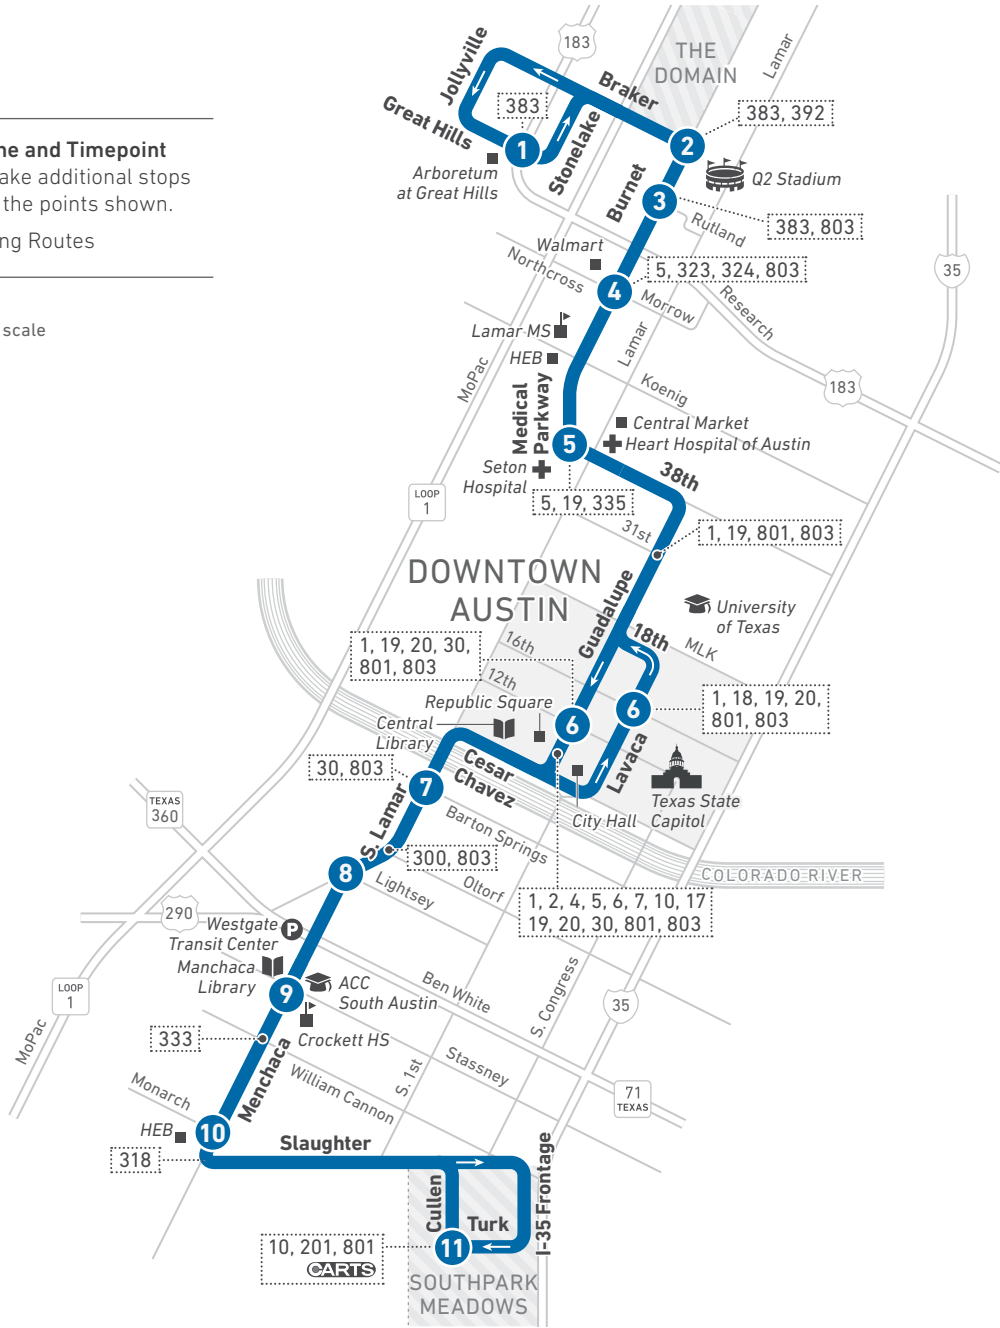 183
THE
DOMAIN
Lamar
Jollyville
Braker
Great Hills
383
Stonelake
1
2
383, 392
Arboretum
at Great Hills
Burnet
Q2 Stadium
3
Rutland
383, 803
ne and Timepoint
ake additional stops
the points shown.
ng Routes
scale
Walmart
Northcross
4
5, 323, 324, 803
Morrow
Research
35
Lamar MS
HEB
Lamar
MoPac
Koenig
183
Medical
Parkway
Central Market
5
Heart Hospital of Austin
Seton
Hospital
38th
LOOP
1
5, 19, 335
31st
1, 19, 801, 803
DOWNTOWN
AUSTIN
Guadalupe
University
of Texas
18th
MLK
16th
1, 19, 20, 30,
801, 803
12th
Republic Square
6
6
1, 18, 19, 20,
801, 803
Central
Library
Lavaca
Cesar
Chavez
30, 803
7
Texas State
Capitol
City Hall
TEXAS
360
S. Lamar
Barton Springs
300, 803
8
Lightsey
Oltorf
COLORADO RIVER
1, 2, 4, 5, 6, 7, 10, 17
19, 20, 30, 801, 803
290
Westgate
Transit Center
P
Manchaca
Library
ACC
South Austin
9
LOOP
1
Ben White
S. Congress
35
Crockett HS
333
MoPac
Menchaca
William Cannon
S. 1st
Stassney
Monarch
71
TEXAS
HEB
10
Slaughter
318
I-35 Frontage
Cullen
Turk
10, 201, 801
CARTS
11
SOUTHPARK
MEADOWS